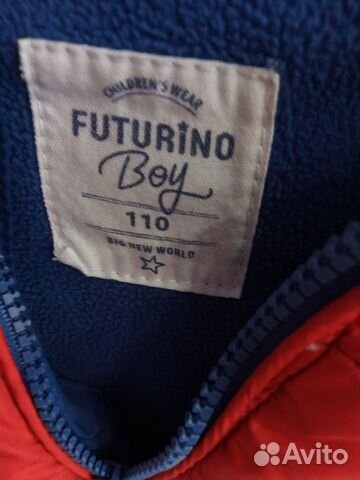 CHILDREN'S WEAR
FUTURINO
Boy
110
BIG NEW WORLD
Avito